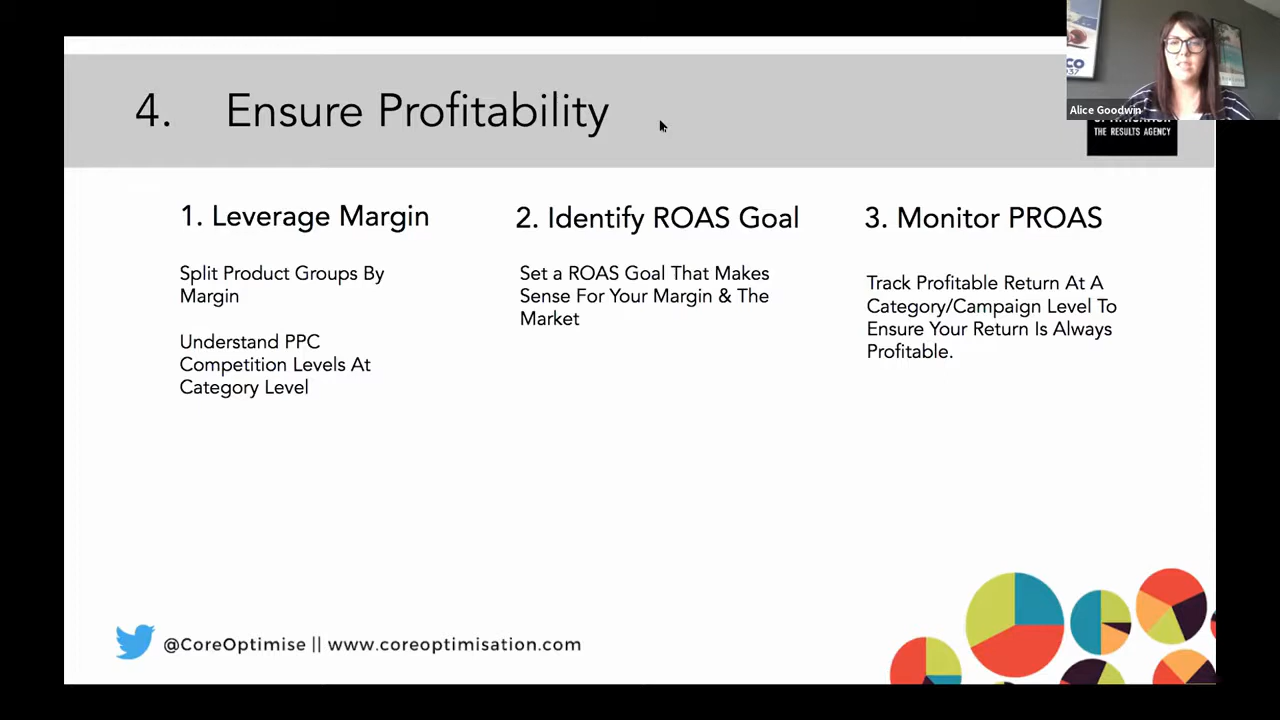 4. Ensure Profitability
CO
937
Alice Goodwin
THE RESULTS AGENCY
1. Leverage Margin
Split Product Groups By
Margin
Understand PPC
Competition Levels At
Category Level
2. Identify ROAS Goal
Set a ROAS Goal That Makes
Sense For Your Margin & The
Market
3. Monitor PROAS
Track Profitable Return At A
Category/Campaign Level To
Ensure Your Return Is Always
Profitable.
@CoreOptimise || www.coreoptimisation.com